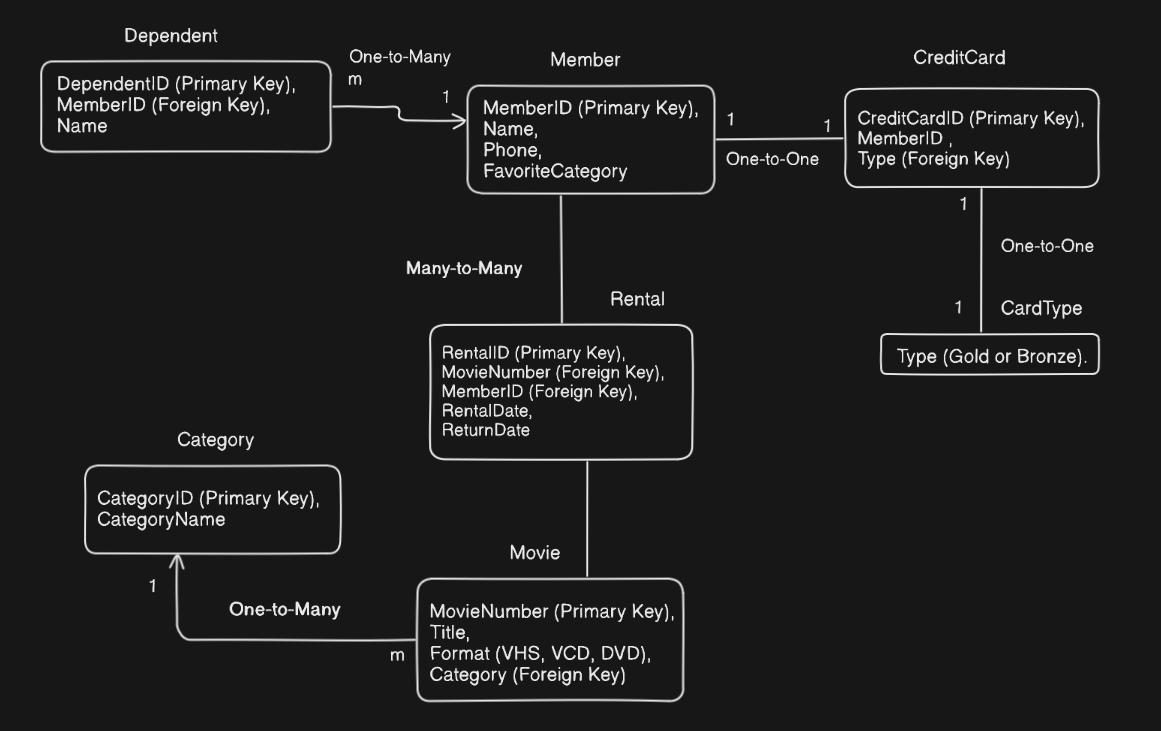 Dependent
DependentID (Primary Key),
MemberID (Foreign Key),
Name
One-to-Many
m
1
Member
MemberID (Primary Key),
Name,
Phone,
FavoriteCategory
1
1
One-to-One
CreditCard
CreditCardID (Primary Key),
MemberID ,
Type (Foreign Key)
1
One-to-One
1
CardType
Type (Gold or Bronze).
Many-to-Many
Rental
RentalID (Primary Key),
MovieNumber (Foreign Key),
MemberID (Foreign Key),
RentalDate,
ReturnDate
Category
CategoryID (Primary Key),
CategoryName
1
One-to-Many
m
Movie
MovieNumber (Primary Key),
Title,
Format (VHS, VCD, DVD),
Category (Foreign Key)